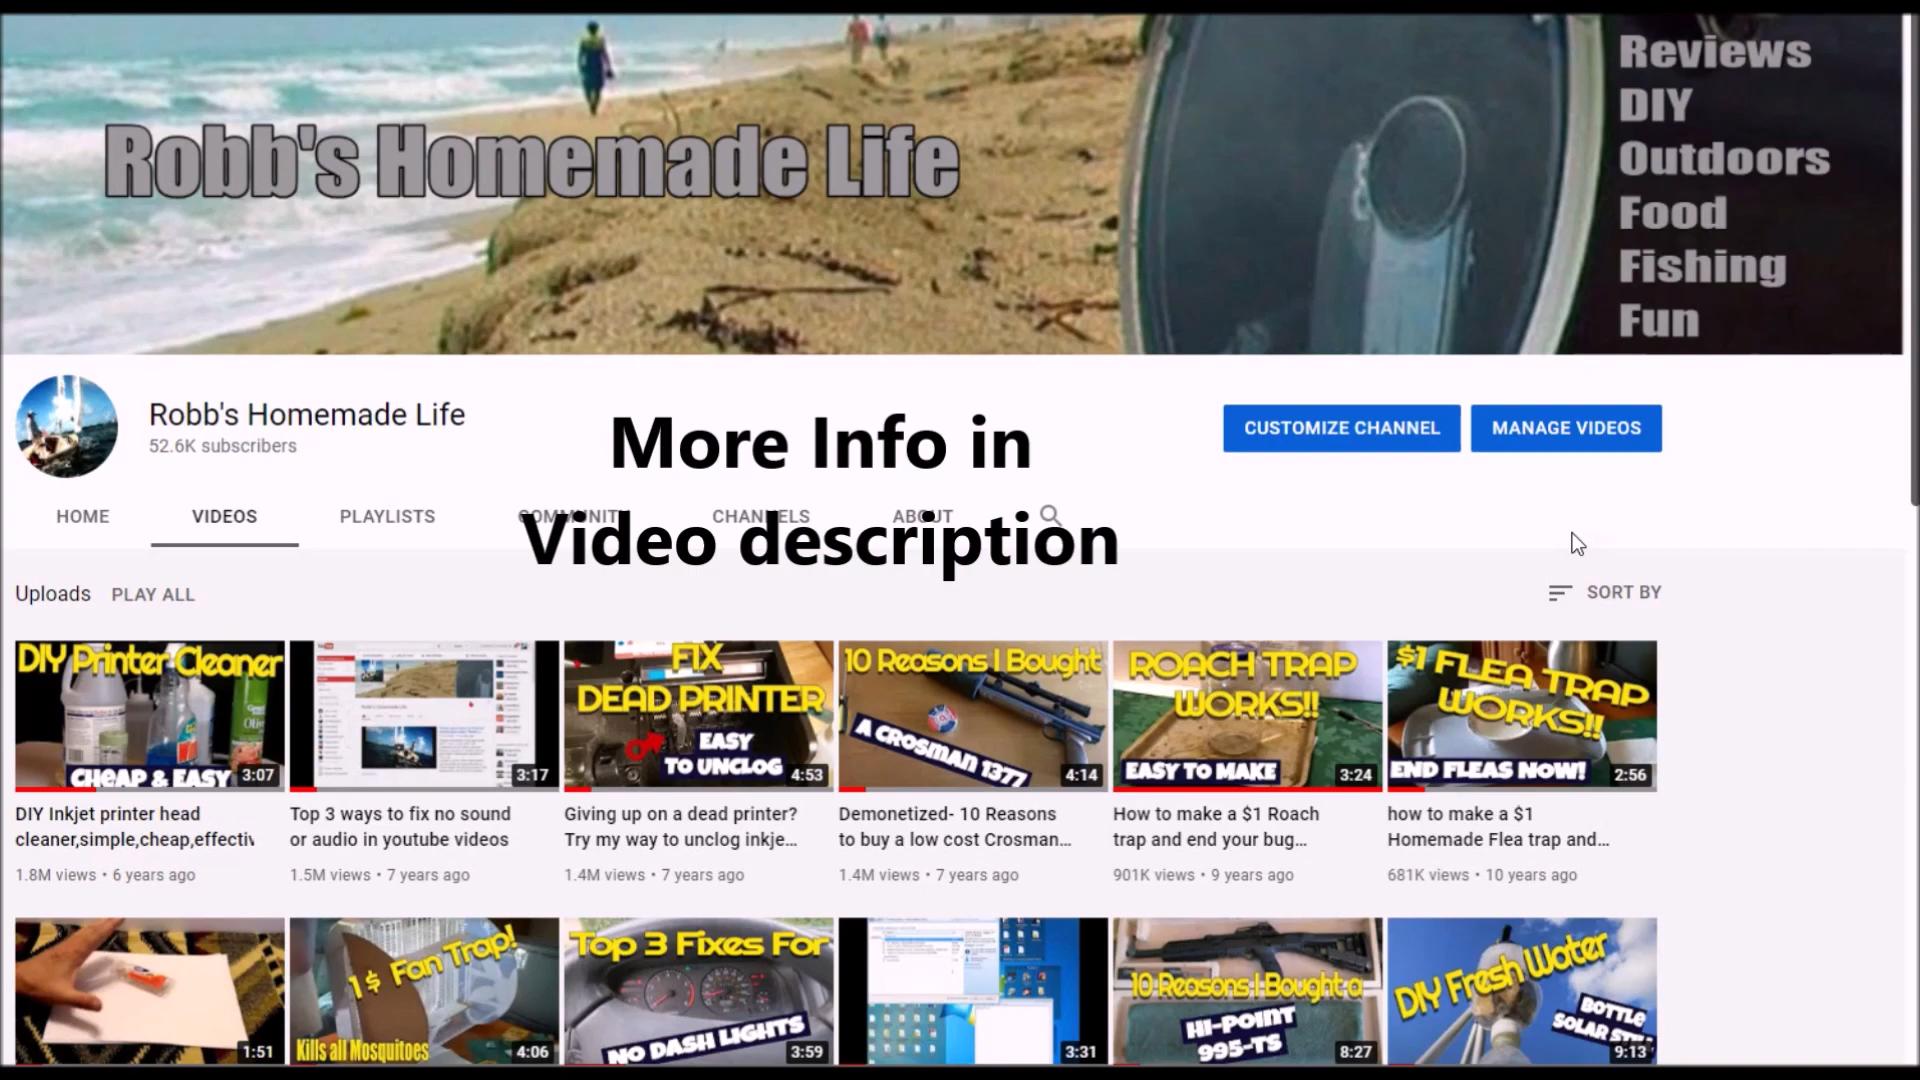 Robb's Homemade Life
Reviews
DIY
Outdoors
Food
Fishing
Fun
Robb's Homemade Life
52.6K subscribers
More Info in
Video description
CUSTOMIZE CHANNEL
MANAGE VIDEOS
HOME
VIDEOS
PLAYLISTS
COMMUNITY
CHANNELS
ABOUT
Uploads
PLAY ALL
SORT BY
DIY Printer Cleaner
CHEAP & EASY
3:07
DIY Inkjet printer head
cleaner,simple,cheap,effectiv
1.8M views • 6 years ago
3:17
Top 3 ways to fix no sound
or audio in youtube videos
1.5M views • 7 years ago
FIX
DEAD PRINTER
EASY
TO UNCLOG
4:53
Giving up on a dead printer?
Try my way to unclog inkje...
1.4M views • 7 years ago
10 Reasons I Bought
A CROSMAN 1377
4:14
Demonetized- 10 Reasons
to buy a low cost Crosman...
1.4M views • 7 years ago
ROACH TRAP
WORKS!!
EASY TO MAKE
3:24
How to make a $1 Roach
trap and end your bug...
901K views • 9 years ago
$1 FLEA TRAP
WORKS!!
END FLEAS NOW!
2:56
how to make a $1
Homemade Flea trap and...
681K views • 10 years ago
1:51
1$ Fan Trap!
Kills all Mosquitoes
4:06
Top 3 Fixes For
NO DASH LIGHTS
3:59
3:31
10 Reasons I Bought a
HI-POINT
995-TS
8:27
DIY Fresh Water
BOTTLE
SOLAR
9:13